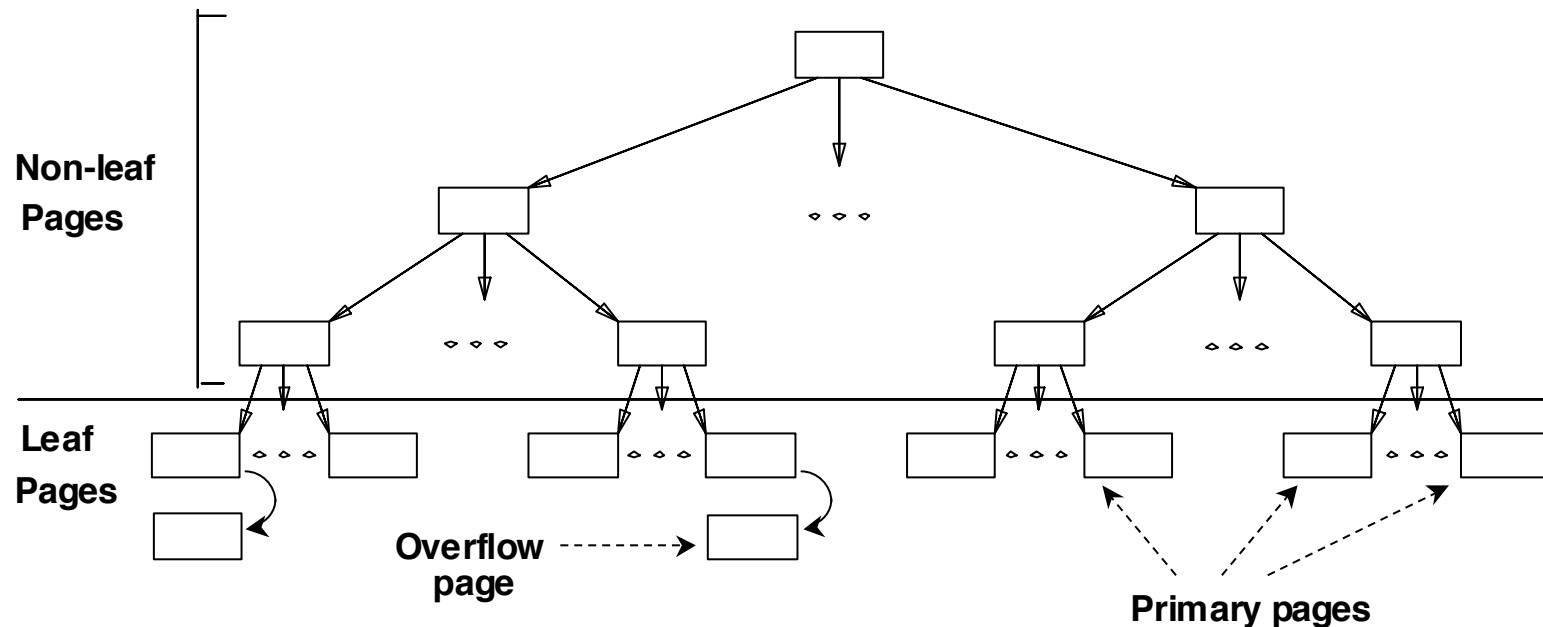 Non-leaf
Pages
Leaf
Pages
Overflow
page
Primary pages